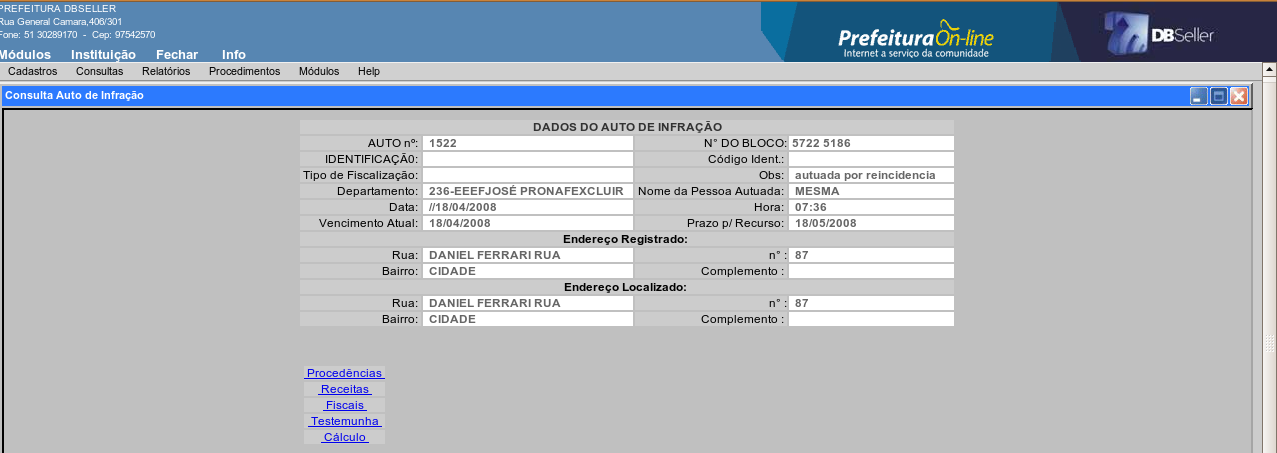 PREFEITURA DBSELLER
Rua General Camara,406/301
Fone: 51 30289170 - Cep: 97542570
Prefeitura On-line
Internet a serviço da comunidade
DBSeller
Módulos Instituição Fechar Info
Cadastros Consultas Relatórios Procedimentos Módulos Help
Consulta Auto de Infração
DADOS DO AUTO DE INFRAÇÃO
AUTO nº: 1522 N° DO BLOCO: 5722 5186
IDENTIFICAÇÃ0: Código Ident.:
Tipo de Fiscalização: Obs: autuada por reincidencia
Departamento: 236-EEEFJOSÉ PRONAFEXCLUIR Nome da Pessoa Autuada: MESMA
Data: //18/04/2008 Hora: 07:36
Vencimento Atual: 18/04/2008 Prazo p/ Recurso: 18/05/2008
Endereço Registrado:
Rua: DANIEL FERRARI RUA n° : 87
Bairro: CIDADE Complemento :
Endereço Localizado:
Rua: DANIEL FERRARI RUA n° : 87
Bairro: CIDADE Complemento :
Procedências
Receitas
Fiscais
Testemunha
Cálculo